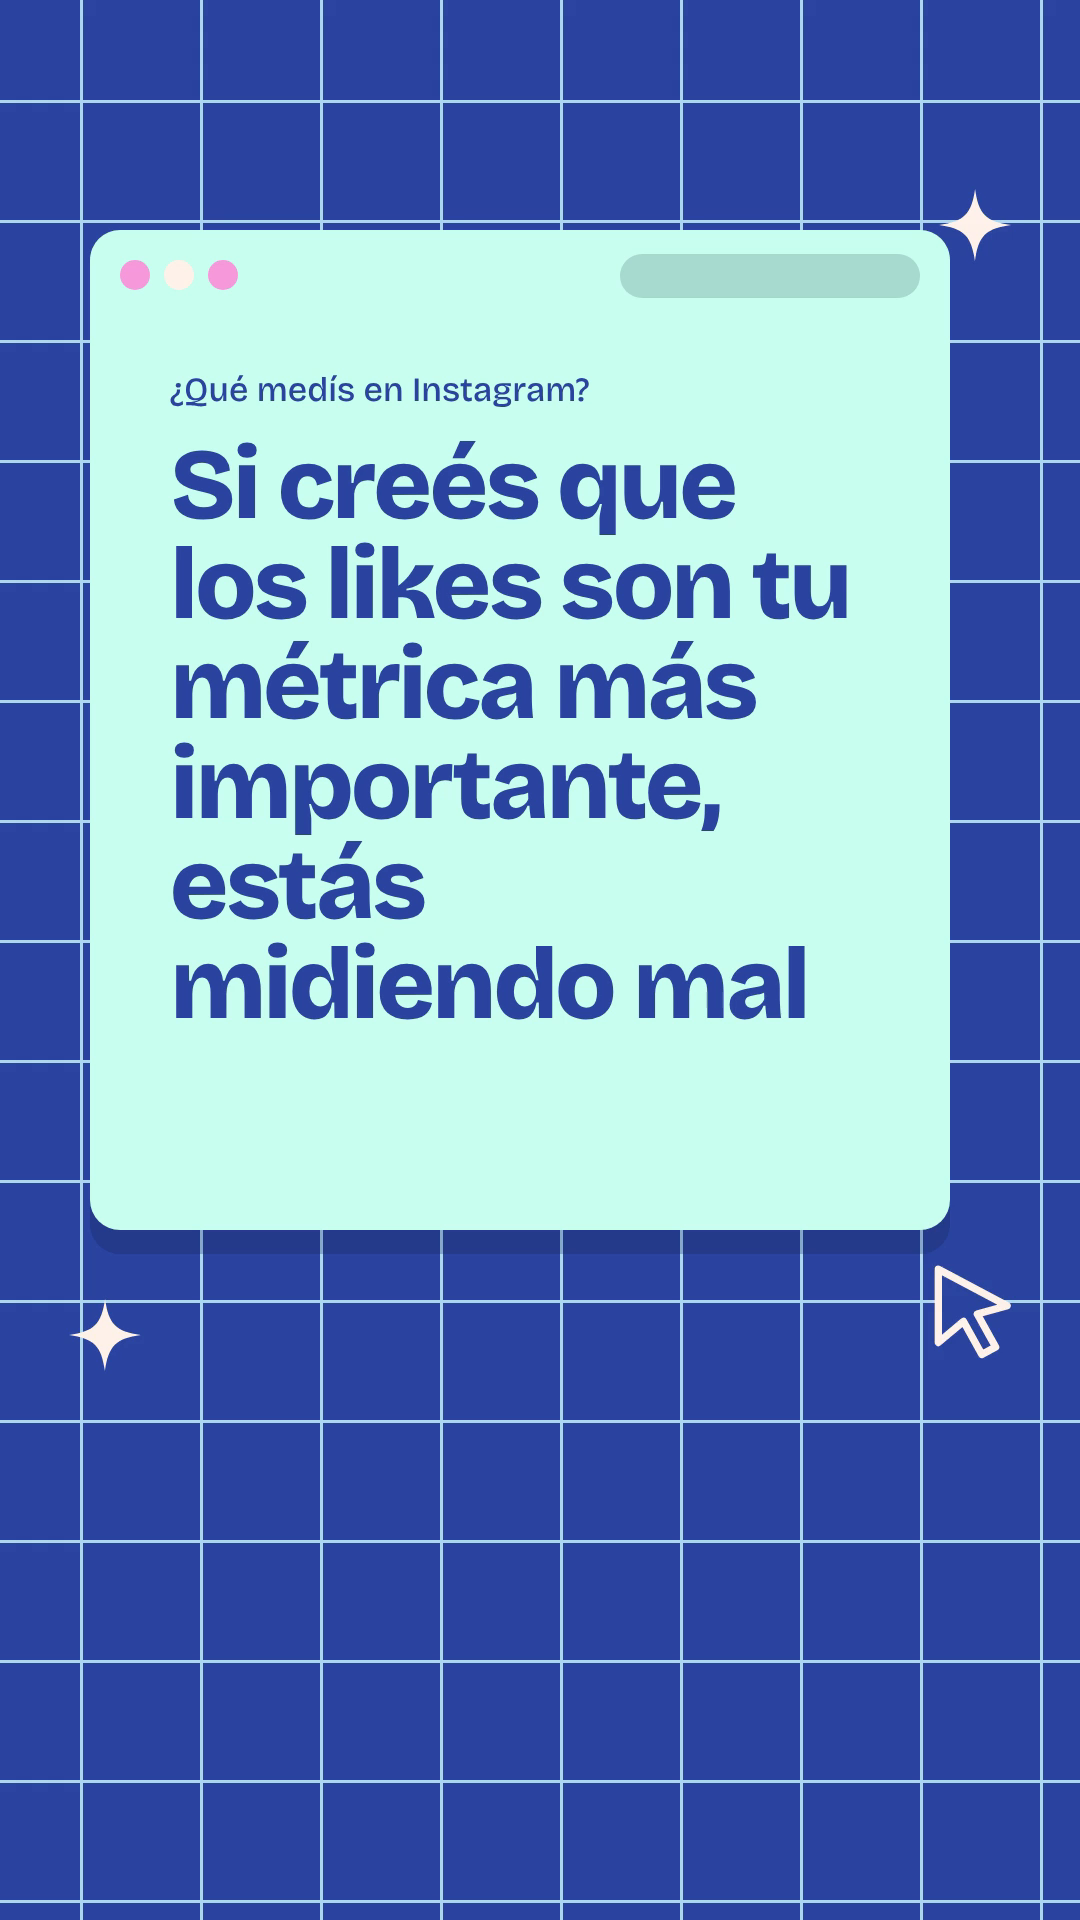 ¿Qué medís en Instagram?
Si creés que
los likes son tu
métrica más
importante,
estás
midiendo mal